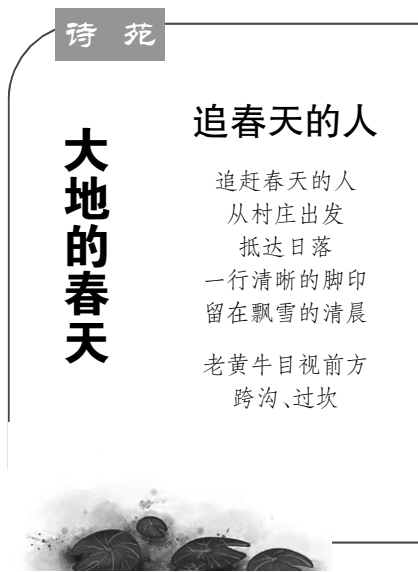 诗 苑
大地的春天
追春天的人
追赶春天的人
从村庄出发
抵达日落
一行清晰的脚印
留在飘雪的清晨
老黄牛目视前方
跨沟、过坎